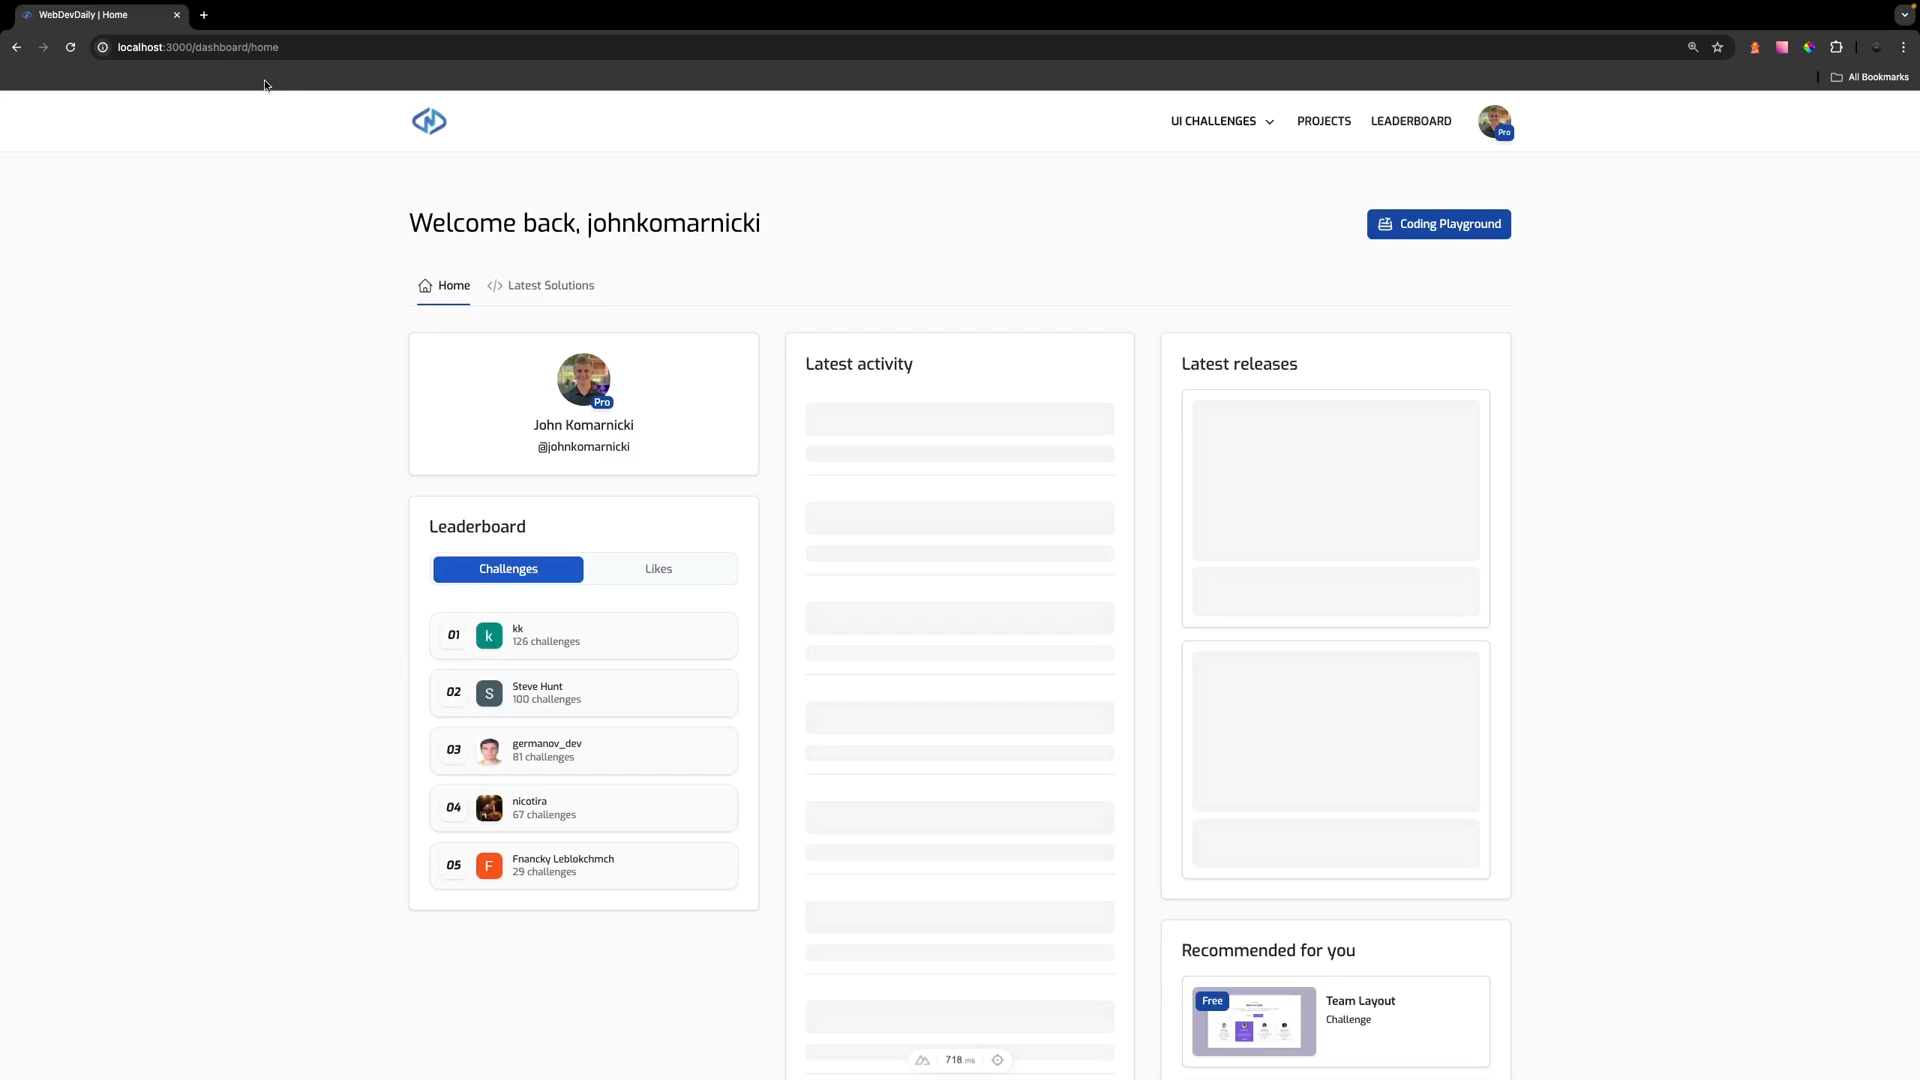 WebDevDaily | Home
localhost:3000/dashboard/home
All Bookmarks
UI CHALLENGES
PROJECTS
LEADERBOARD
Pro
Welcome back, johnkomarnicki
Coding Playground
Home
Latest Solutions
Pro
John Komarnicki
@johnkomarnicki
Leaderboard
Challenges
Likes
01
k
kk
126 challenges
02
S
Steve Hunt
100 challenges
03
germanov_dev
81 challenges
04
nicotira
67 challenges
05
F
Fnancky Leblokchmch
29 challenges
Latest activity
718 ms
Latest releases
Recommended for you
Free
Team Layout
Challenge